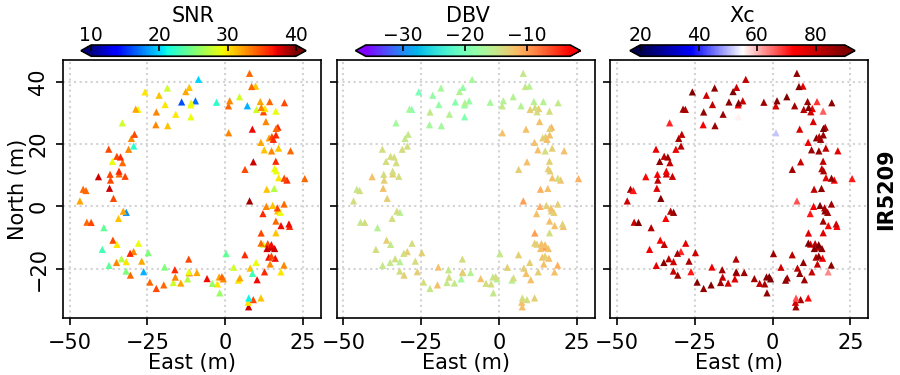 SNR DBV Xc
10 20 30 40 −30 −20 −10 20 40 60 80
40
20
0
−20
North (m)
IR5209
−50 −25 0 25 −50 −25 0 25 −50 −25 0 25
East (m) East (m) East (m)